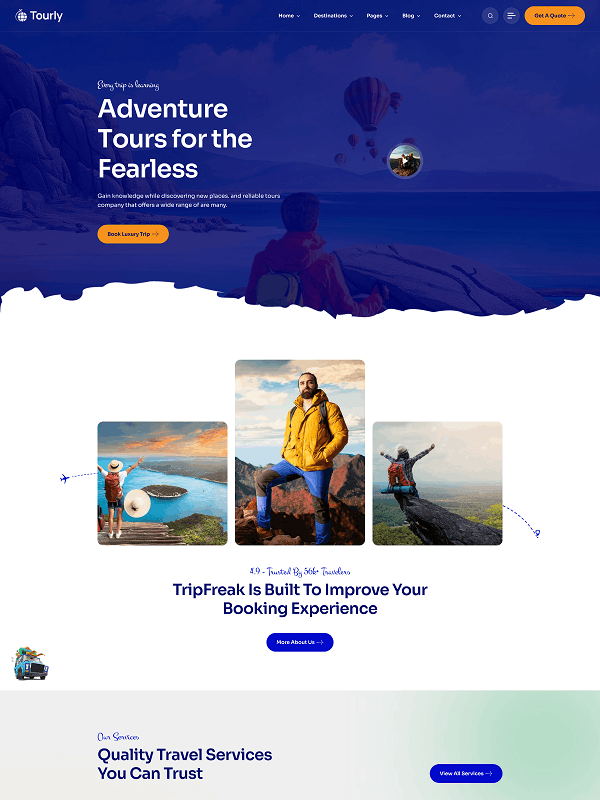 Tourly
Home Destinations Pages Blog Contact Get A Quote
Every trip is learning
Adventure
Tours for the
Fearless
Gain knowledge while discovering new places. and reliable tours
company that offers a wide range of are many.
Book Luxury Trip
4.9 - Trusted By 56k+ Travelers
TripFreak Is Built To Improve Your
Booking Experience
More About Us
Our Services
Quality Travel Services
You Can Trust
View All Services